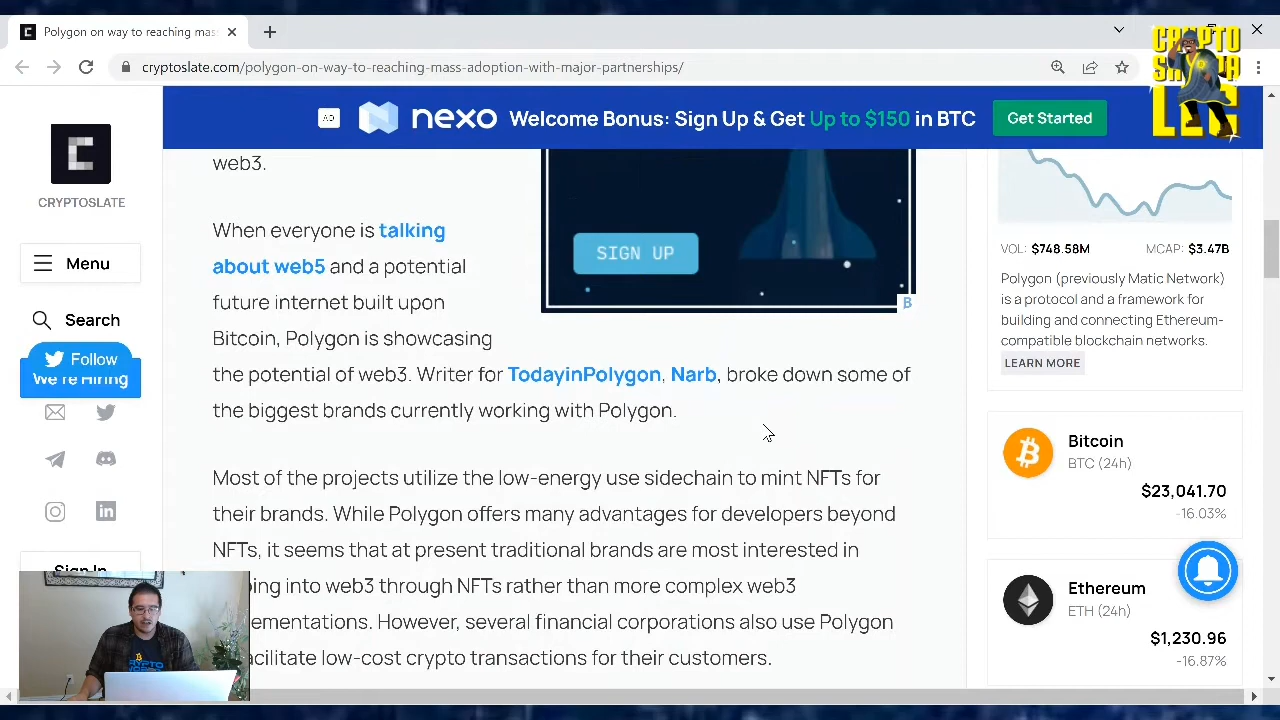 Polygon on way to reaching mas
cryptoslate.com/polygon-on-way-to-reaching-mass-adoption-with-major-partnerships/
CRYPTO
LEO
AD
nexo
Welcome Bonus: Sign Up & Get Up to $150 in BTC
Get Started
CRYPTOSLATE
Menu
Search
Follow
We're Hiring
Sign In
web3.
When everyone is talking
about web5 and a potential
future internet built upon
Bitcoin, Polygon is showcasing
the potential of web3. Writer for TodayinPolygon, Narb, broke down some of
the biggest brands currently working with Polygon.
SIGN UP
Most of the projects utilize the low-energy use sidechain to mint NFTs for
their brands. While Polygon offers many advantages for developers beyond
NFTs, it seems that at present traditional brands are most interested in
ing into web3 through NFTs rather than more complex web3
ementations. However, several financial corporations also use Polygon
acilitate low-cost crypto transactions for their customers.
VOL: $748.58M
MCAP: $3.47B
Polygon (previously Matic Network)
is a protocol and a framework for
building and connecting Ethereum-
compatible blockchain networks.
LEARN MORE
Bitcoin
BTC (24h)
$23,041.70
-16.03%
Ethereum
ETH (24h)
$1,230.96
-16.87%
CRYPTO